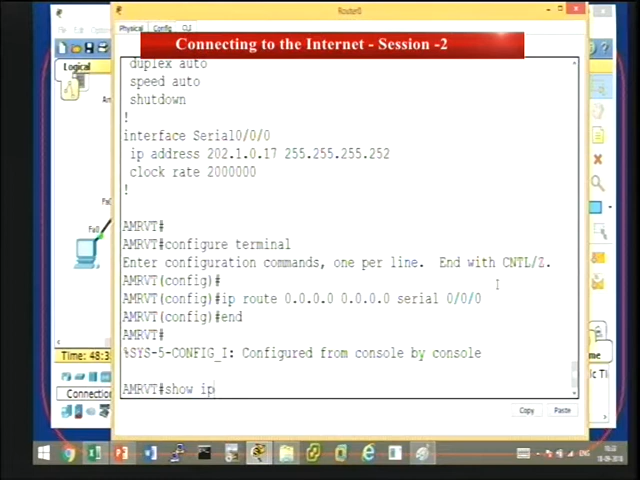 Router0
Physical Config CLI
Connecting to the Internet - Session -2
Logical
duplex auto
speed auto
shutdown
!
interface Serial0/0/0
ip address 202.1.0.17 255.255.255.252
clock rate 2000000
!
AMRVT#
AMRVT#configure terminal
Enter configuration commands, one per line. End with CNTL/Z.
AMRVT(config)#
AMRVT(config)#ip route 0.0.0.0 0.0.0.0 serial 0/0/0
AMRVT(config)#end
AMRVT#
%SYS-5-CONFIG_I: Configured from console by console
AMRVT#show ip
Copy Paste
Fa0
Time: 48:3
Connection